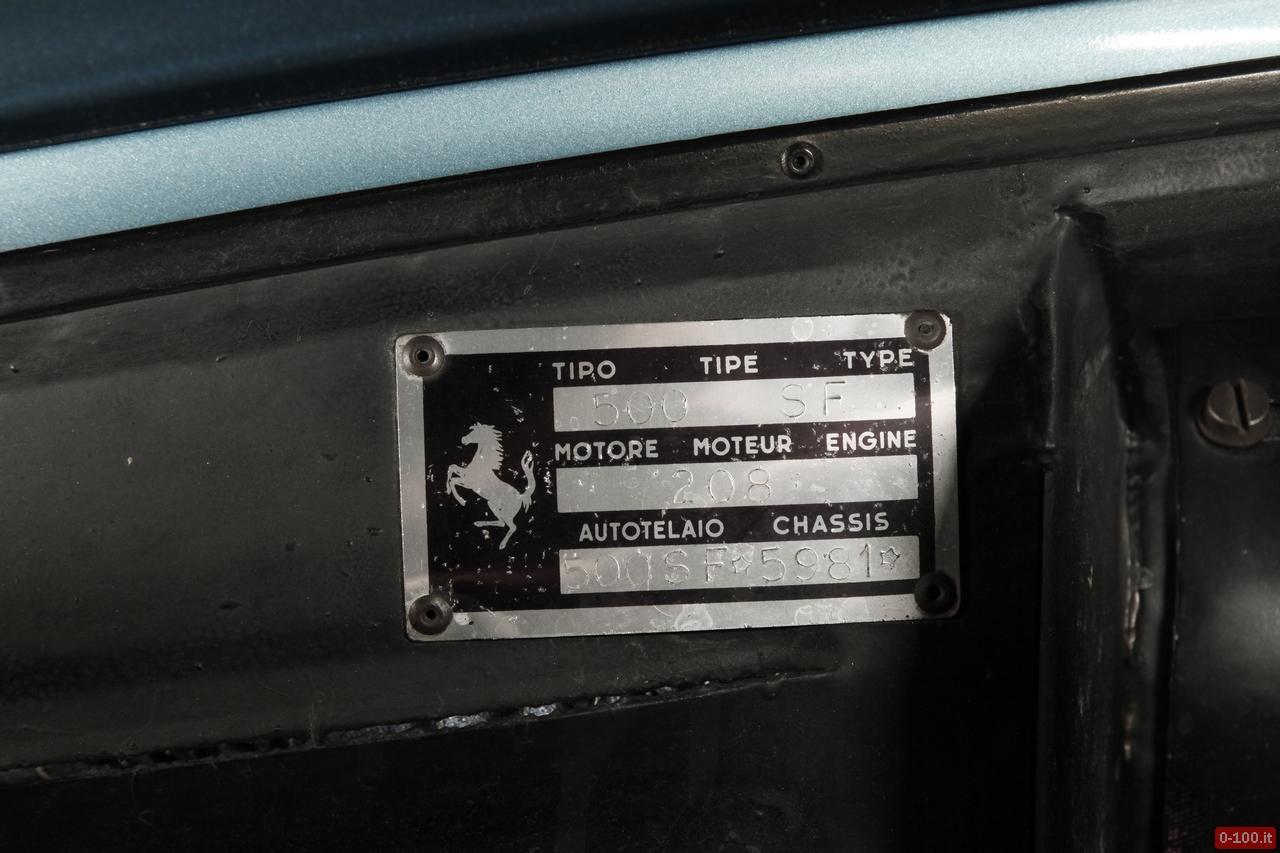 TIPO TIPE TYPE
500 SF
MOTORE MOTEUR ENGINE
208
AUTOTELAIO CHASSIS
500SF☆5981☆
0-100.it